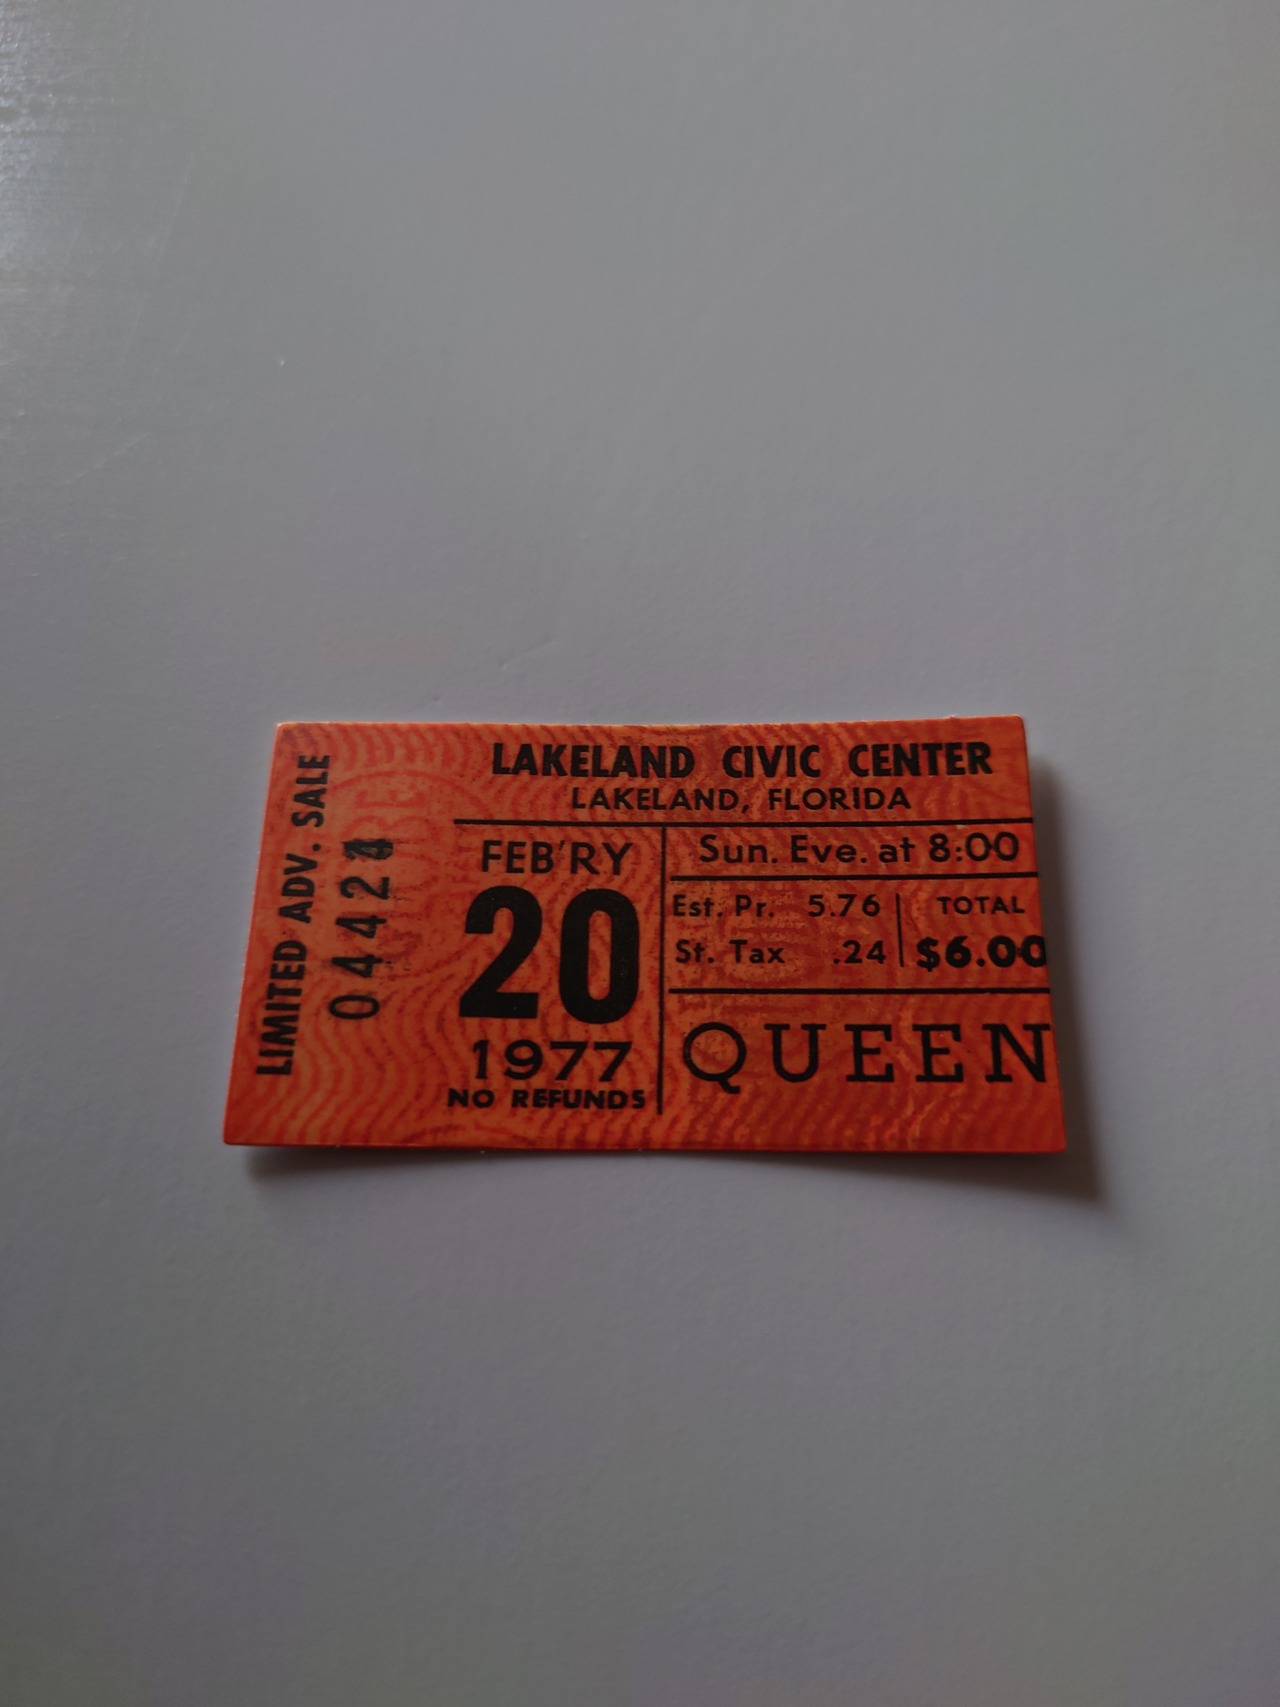 LIMITED ADV. SALE
LAKELAND CIVIC CENTER
LAKELAND, FLORIDA
FEB'RY
20
1977
NO REFUNDS
Sun. Eve. at 8:00
Est. Pr. 5.76
St. Tax .24
TOTAL
$6.00
QUEEN